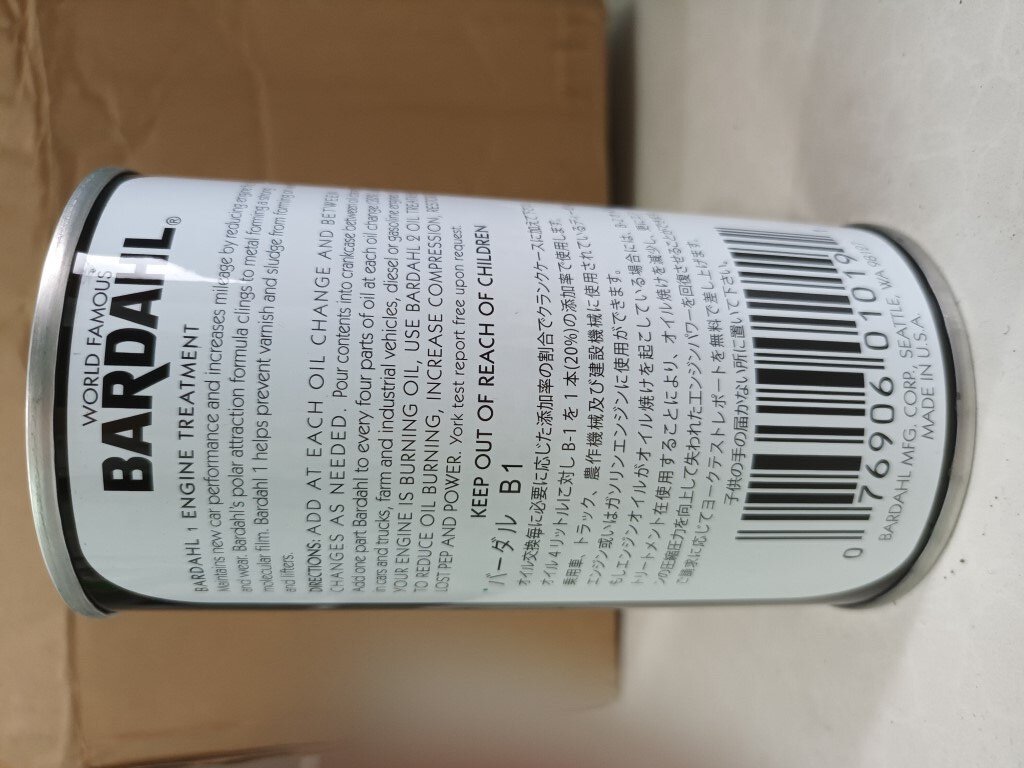 WORLD FAMOUS
BARDAHL®
BARDAHL 1 ENGINE TREATMENT
Maintains new car performance and increases mileage by reducing engine
and wear. Bardahl's polar attraction formula clings to metal forming a strong
molecular film. Bardahl 1 helps prevent varnish and sludge from forming on
and lifters.
DIRECTIONS: ADD AT EACH OIL CHANGE AND BETWEEN
CHANGES AS NEEDED. Pour contents into crankcase between
Add one part Bardahl to every four parts of oil at each oil change
in cars and trucks, farm and industrial vehicles, diesel or gasoline engines
YOUR ENGINE IS BURNING OIL, USE BARDAHL 2 OIL
TO REDUCE OIL BURNING, INCREASE COMPRESSION,
LOST PEP AND POWER. York test report free upon request.
KEEP OUT OF REACH OF CHILDREN
バーダル B1
オイル交換毎に必要に応じた添加率の割合でクランクケースに加えて下
オイル 4 リットルに対し B-1 を 1 本 (20%) の添加率で使用します。
乗用車、トラック、農作機械及び建設機械に使用されているディー
エンジン或いはガソリンエンジンに使用ができます。
もしエンジンオイルがオイル焼けを起こしている場合には、
トリートメント在使用することにより、オイル焼けを減少し、
ンの圧縮圧力を向上して失われたエンジンパワーを回復させることが
ご請求に応じてヨークテストレポートを無料で差し上げます。
子供の手の届かない所に置いて下さい。
0 76906 01019
BARDAHL MFG. CORP., SEATTLE, WA 98107
MADE IN U.S.A.